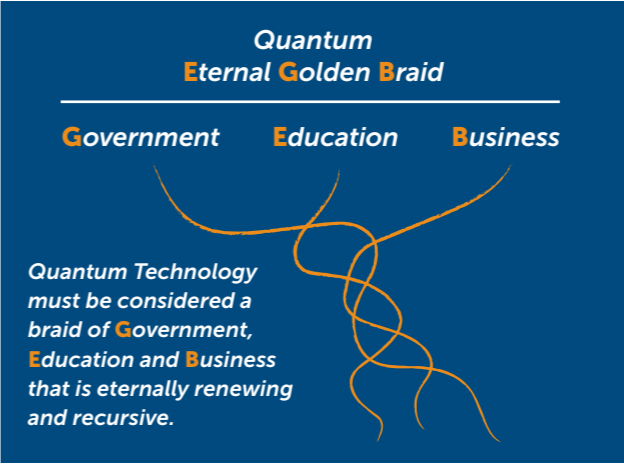 Quantum
Eternal Golden Braid
Government Education Business
Quantum Technology
must be considered a
braid of Government,
Education and Business
that is eternally renewing
and recursive.